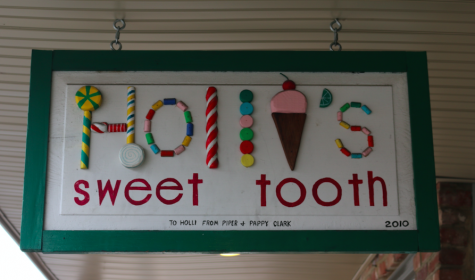 Holli's
sweet tooth
TO HOLLI FROM PIPER + PAPPY CLARK
2010